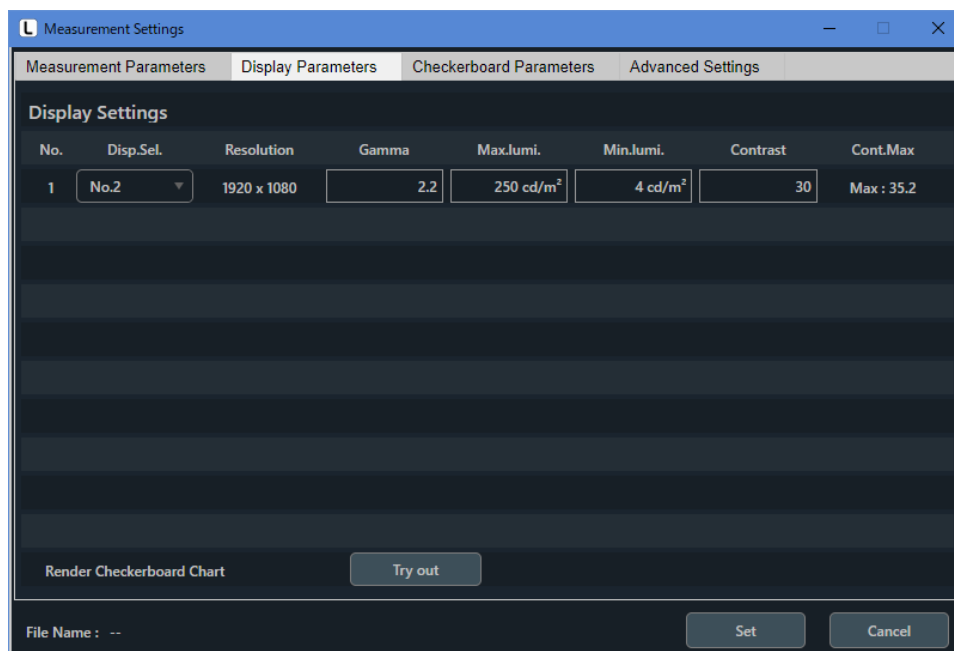 L Measurement Settings
Measurement Parameters Display Parameters Checkerboard Parameters Advanced Settings
Display Settings
No. Disp.Sel. Resolution Gamma Max.lumi. Min.lumi. Contrast Cont.Max
1 No.2 1920 x 1080 2.2 250 cd/m² 4 cd/m² 30 Max : 35.2
Render Checkerboard Chart Try out
File Name : -- Set Cancel